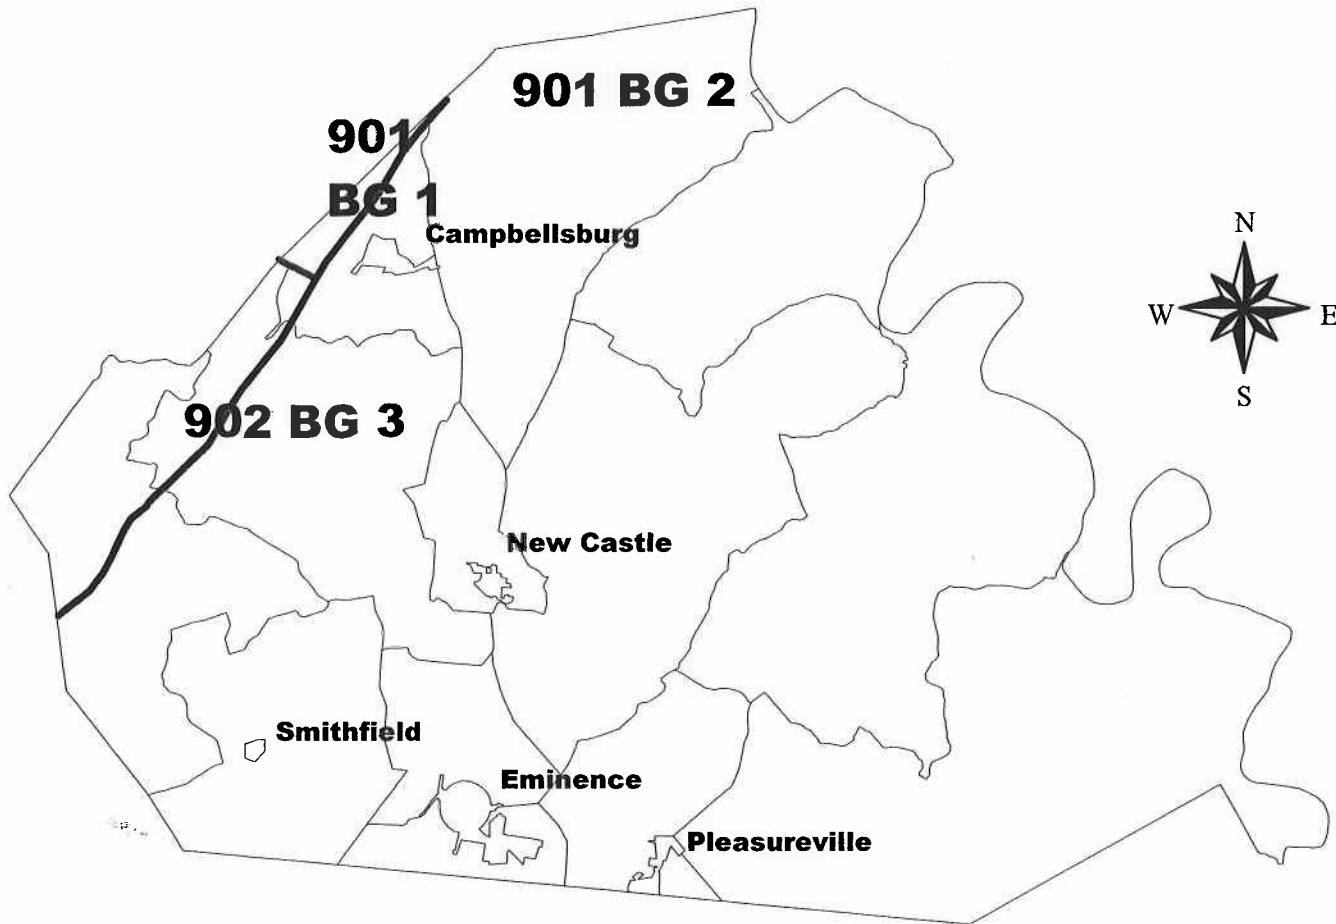 901 BG 2
901
BG 1
Campbellsburg
N
W
E
S
902 BG 3
New Castle
Smithfield
Eminence
Pleasureville